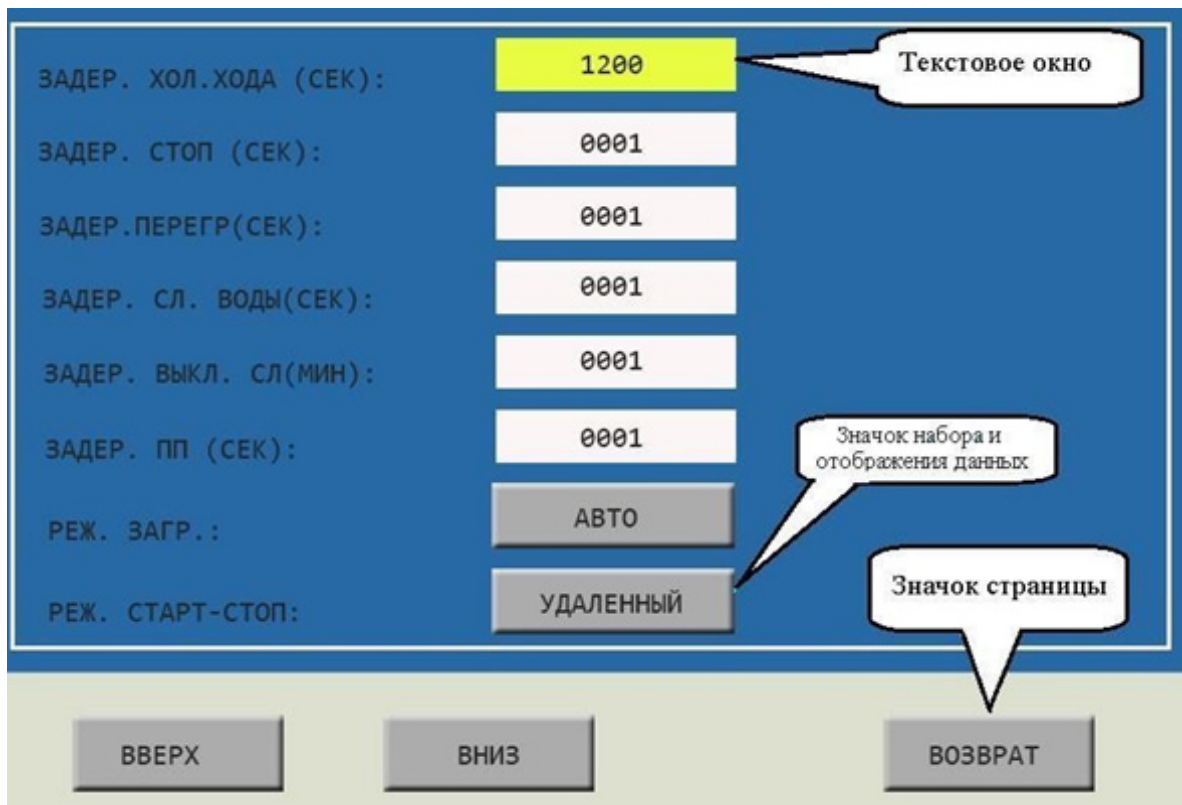 ЗАДЕР. ХОЛ.ХОДА (СЕК):
1200
Текстовое окно
ЗАДЕР. СТОП (СЕК):
0001
ЗАДЕР.ПЕРЕГР(СЕК):
0001
ЗАДЕР. СЛ. ВОДЫ(СЕК):
0001
ЗАДЕР. ВЫКЛ. СЛ(МИН):
0001
ЗАДЕР. ПП (СЕК):
0001
Значок набора и
отображения данных
РЕЖ. ЗАГР.:
АВТО
РЕЖ. СТАРТ-СТОП:
УДАЛЕННЫЙ
Значок страницы
ВВЕРХ
ВНИЗ
ВОЗВРАТ